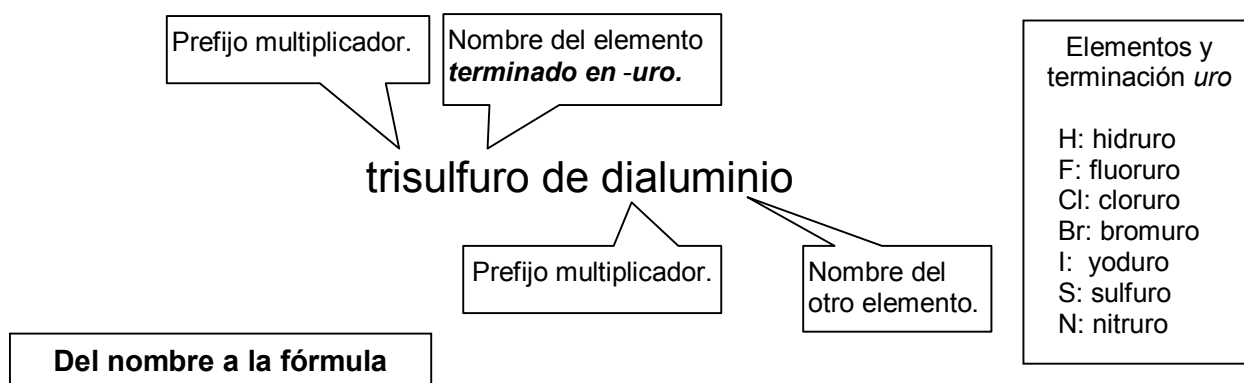 Prefijo multiplicador.
Nombre del elemento
terminado en -uro.
trisulfuro de dialuminio
Prefijo multiplicador.
Nombre del
otro elemento.
Elementos y
terminación uro
H: hidruro
F: fluoruro
Cl: cloruro
Br: bromuro
I: yoduro
S: sulfuro
N: nitruro
Del nombre a la fórmula